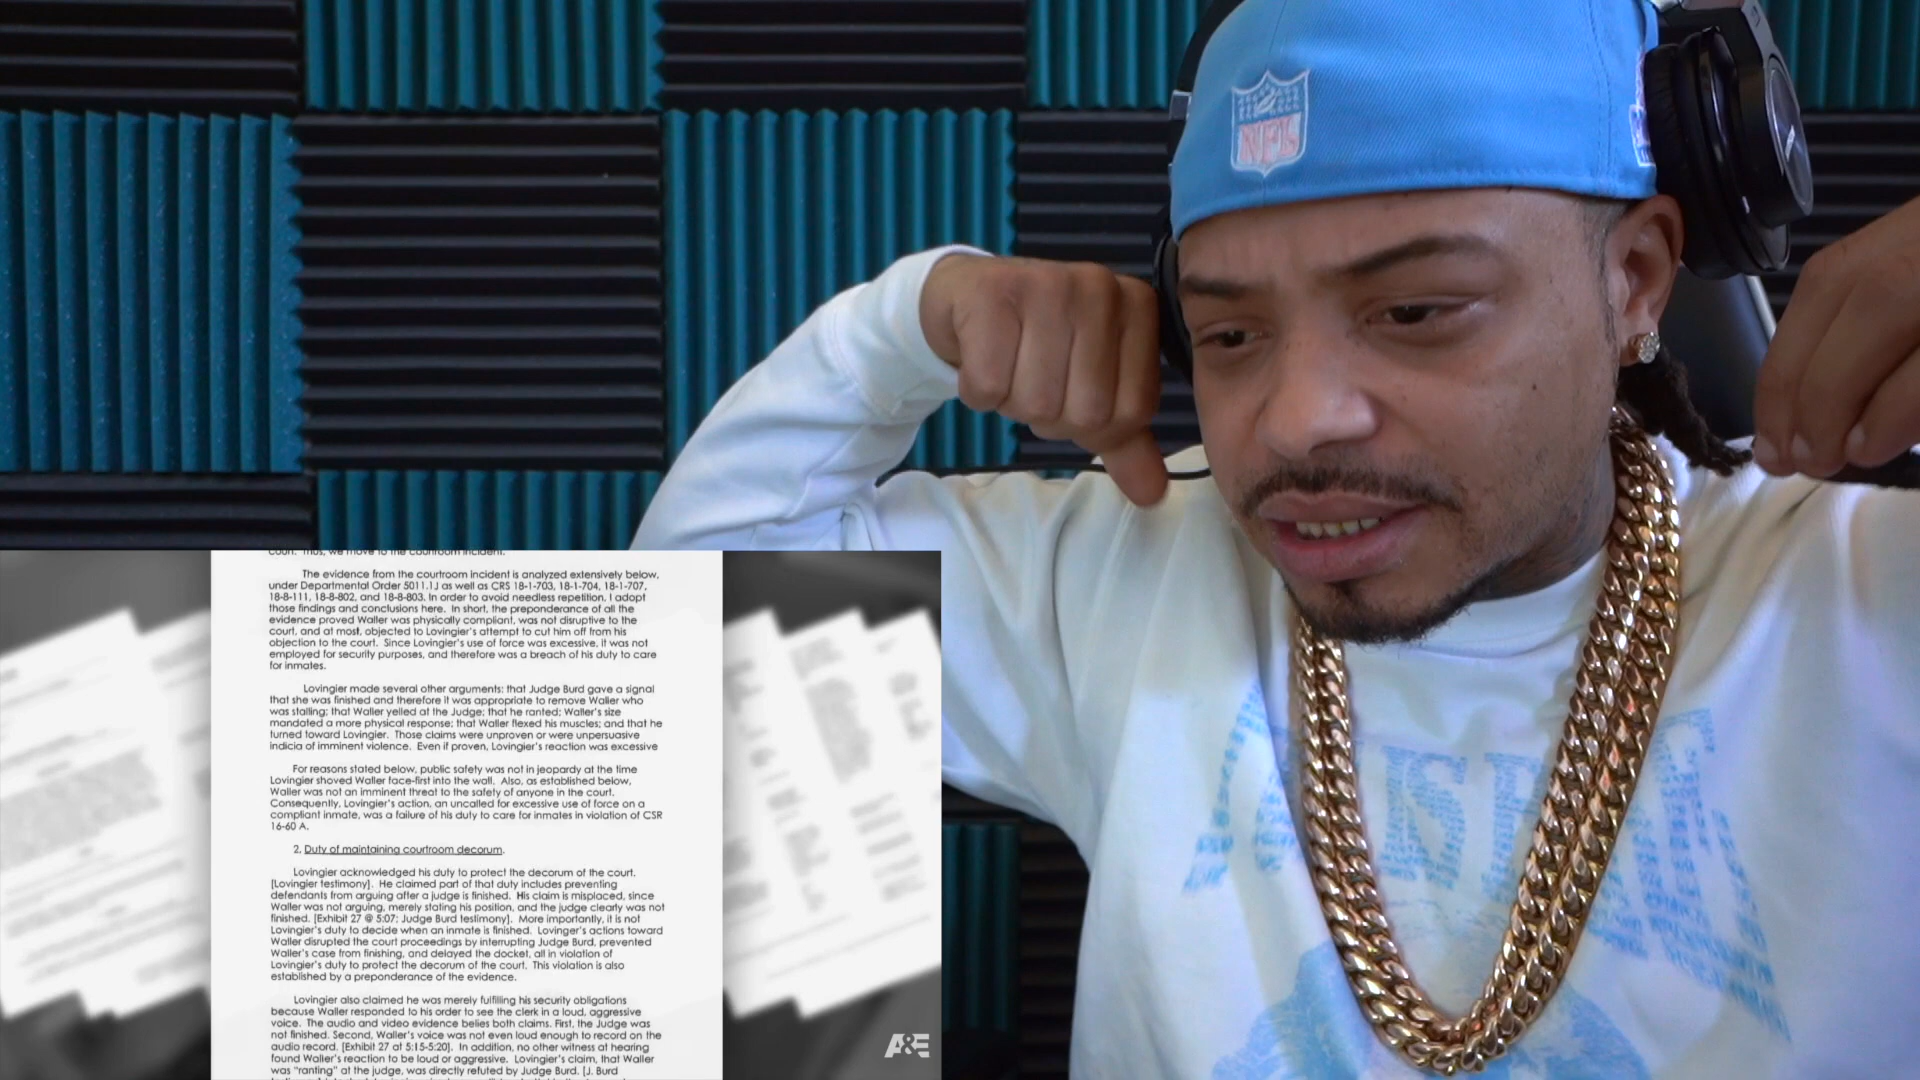 NFL
court. Thus, we move to the courtroom incident.
The evidence from the courtroom incident is analyzed extensively below,
under Departmental Order 5011.1J as well as CRS 18-1-703, 18-1-704, 18-1-707,
18-8-111, 18-8-802, and 18-8-803. In order to avoid needless repetition, I adopt
those findings and conclusions here. In short, the preponderance of all the
evidence proved Waller was physically compliant, was not disruptive to the
court, and at most, objected to Lovingier's attempt to cut him off from his
objection to the court. Since Lovingier's use of force was excessive, it was not
employed for security purposes, and therefore was a breach of his duty to care
for inmates.
Lovingier made several other arguments: that Judge Burd gave a signal
that she was finished and therefore it was appropriate to remove Waller who
was stalling; that Waller yelled at the Judge; that he ranted; Waller's size
mandated a more physical response; that Waller flexed his muscles; and that he
turned toward Lovingier. Those claims were unproven or were unpersuasive
indicia of imminent violence. Even if proven, Lovingier's reaction was excessive
For reasons stated below, public safety was not in jeopardy at the time
Lovingier shoved Waller face-first into the wall. Also, as established below,
Waller was not an imminent threat to the safety of anyone in the court.
Consequently, Lovingier's action, an uncalled for excessive use of force on a
compliant inmate, was a failure of his duty to care for inmates in violation of CSR
16-60 A.
2. Duty of maintaining courtroom decorum.
Lovingier acknowledged his duty to protect the decorum of the court.
[Lovingier testimony]. He claimed part of that duty includes preventing
defendants from arguing after a judge is finished. His claim is misplaced, since
Waller was not arguing, merely stating his position, and the judge clearly was not
finished. [Exhibit 27 @ 5:07; Judge Burd testimony]. More importantly, it is not
Lovingier's duty to decide when an inmate is finished. Lovinger's actions toward
Waller disrupted the court proceedings by interrupting Judge Burd, prevented
Waller's case from finishing, and delayed the docket, all in violation of
Lovingier's duty to protect the decorum of the court. This violation is also
established by a preponderance of the evidence.
Lovingier also claimed he was merely fulfilling his security obligations
because Waller responded to his order to see the clerk in a loud, aggressive
voice. The audio and video evidence belies both claims. First, the Judge was
not finished. Second, Waller's voice was not even loud enough to record on the
audio record. [Exhibit 27 at 5:15-5:20]. In addition, no other witness at hearing
found Waller's reaction to be loud or aggressive. Lovingier's claim, that Waller
was "ranting" at the judge, was directly refuted by Judge Burd. [J. Burd
A&E